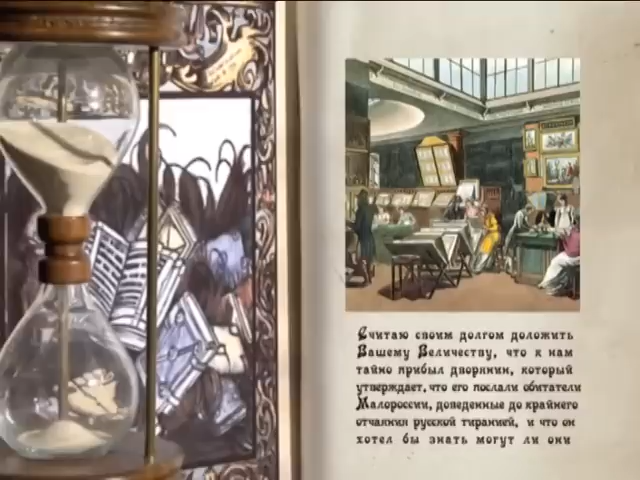 Считаю своим долгом доложить
Вашему Величеству, что к нам
тайно прибыл дворянин, который
утверждает, что его послали обитатели
Малороссии, доведенные до крайнего
отчаяния русской тиранией, и что он
хотел бы знать могут ли они